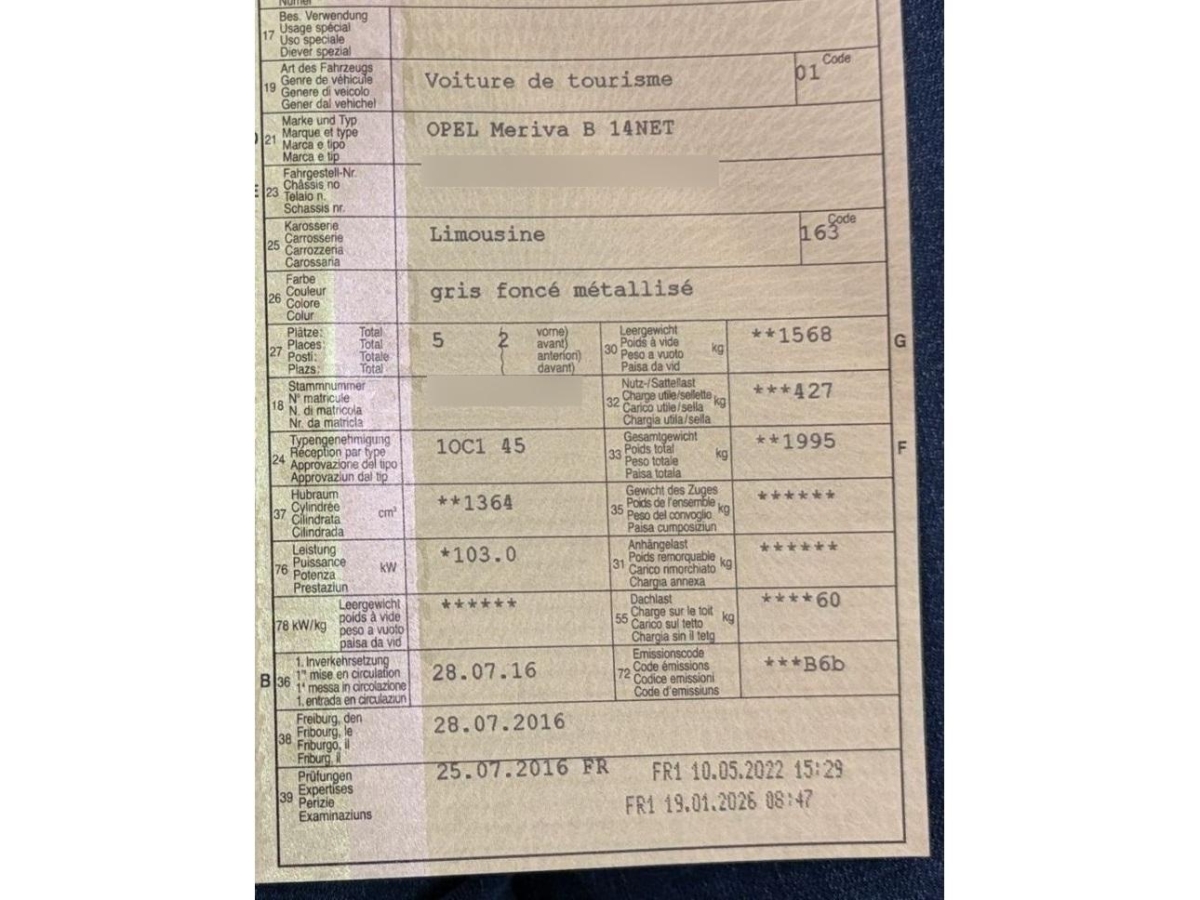 Numer
17
Bes. Verwendung
Usage spécial
Uso speciale
Diever spezial
19
Art des Fahrzeugs
Genre de véhicule
Genere di veicolo
Gener dal vehichel
Voiture de tourisme
01 Code
21
Marke und Typ
Marque et type
Marca e tipo
Marca e tip
OPEL Meriva B 14NET
23
Fahrgestell-Nr.
Châssis no
Telaio n.
Schassis nr.
25
Karosserie
Carrosserie
Carrozzeria
Carossaria
Limousine
163 Code
26
Farbe
Couleur
Colore
Colur
gris foncé métallisé
27
Plätze: Total
Places: Total
Posti: Totale
Plazs: Total
5 ( 2 vorne)
avant)
anteriori)
( davant)
30
Leergewicht
Poids à vide
Peso a vuoto
Paisa da vid
kg
**1568
G
18
Stammnummer
N° matricule
N. di matricola
Nr. da matricla
32
Nutz-/Sattellast
Charge utile/sellette
Carico utile/sella
Chargia utila/sella
kg
***427
24
Typengenehmigung
Réception par type
Approvazione del tipo
Approvaziun dal tip
1OC1 45
33
Gesamtgewicht
Poids total
Peso totale
Paisa totala
kg
**1995
F
37
Hubraum
Cylindrée
Cilindrata
Cilindrada
cm³
**1364
35
Gewicht des Zuges
Poids de l'ensemble
Peso del convoglio
Paisa cumposiziun
kg
******
76
Leistung
Puissance
Potenza
Prestaziun
kW
*103.0
31
Anhängelast
Poids remorquable
Carico rimorchiato
Chargia annexa
kg
******
78 kW/kg
Leergewicht
poids à vide
peso a vuoto
paisa da vid
******
55
Dachlast
Charge sur le toit
Carico sul tetto
Chargia sin il tetg
kg
****60
B 36
1. Inverkehrsetzung
1re mise en circulation
1a messa in circolazione
1. entrada en circulaziun
28.07.16
72
Emissionscode
Code émissions
Codice emissioni
Code d'emissiuns
***B6b
38
Freiburg, den
Fribourg, le
Friburgo, il
Friburg, il
28.07.2016
39
Prüfungen
Expertises
Perizie
Examinaziuns
25.07.2016 FR FR1 10.05.2022 15:29
FR1 19.01.2026 08:47